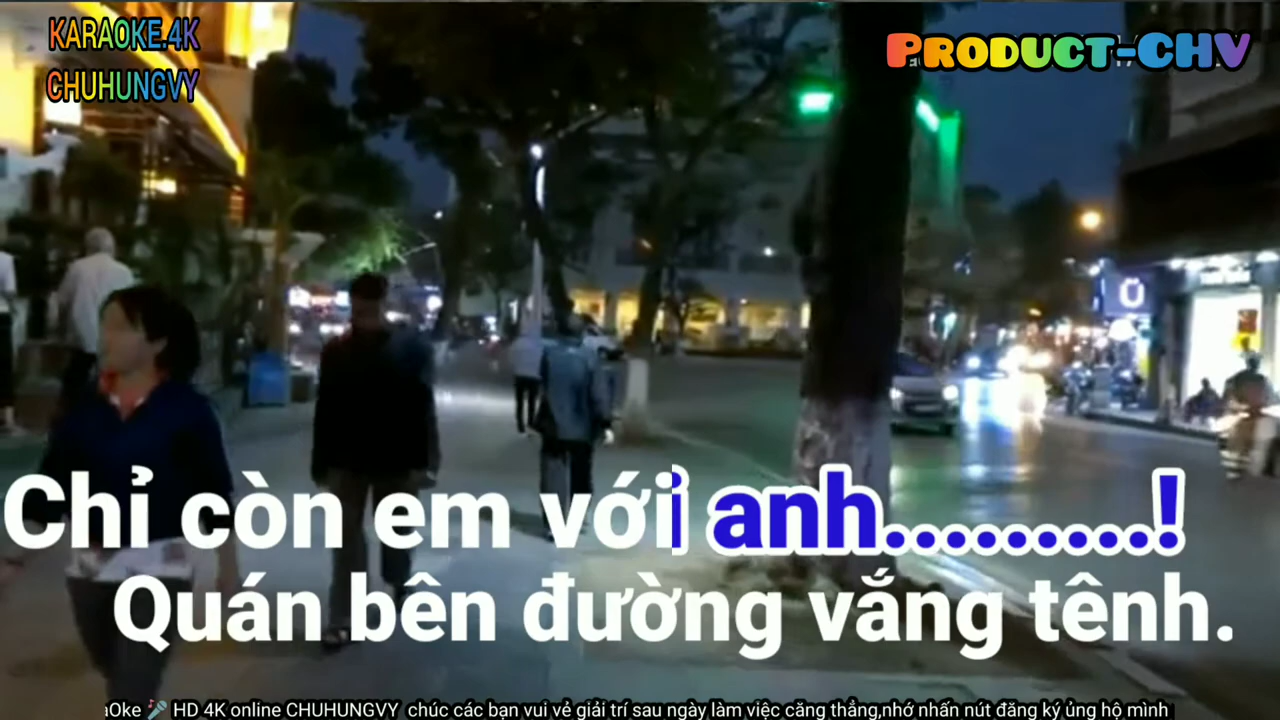 KARAOKE.4K
CHUHUNGVY
PRODUCT-CHV
U
Chỉ còn em với anh..........!
Quán bên đường vắng tênh.
aOke 🎤 HD 4K online CHUHUNGVY chúc các bạn vui vẻ giải trí sau ngày làm việc căng thẳng,nhớ nhấn nút đăng ký ủng hộ mình